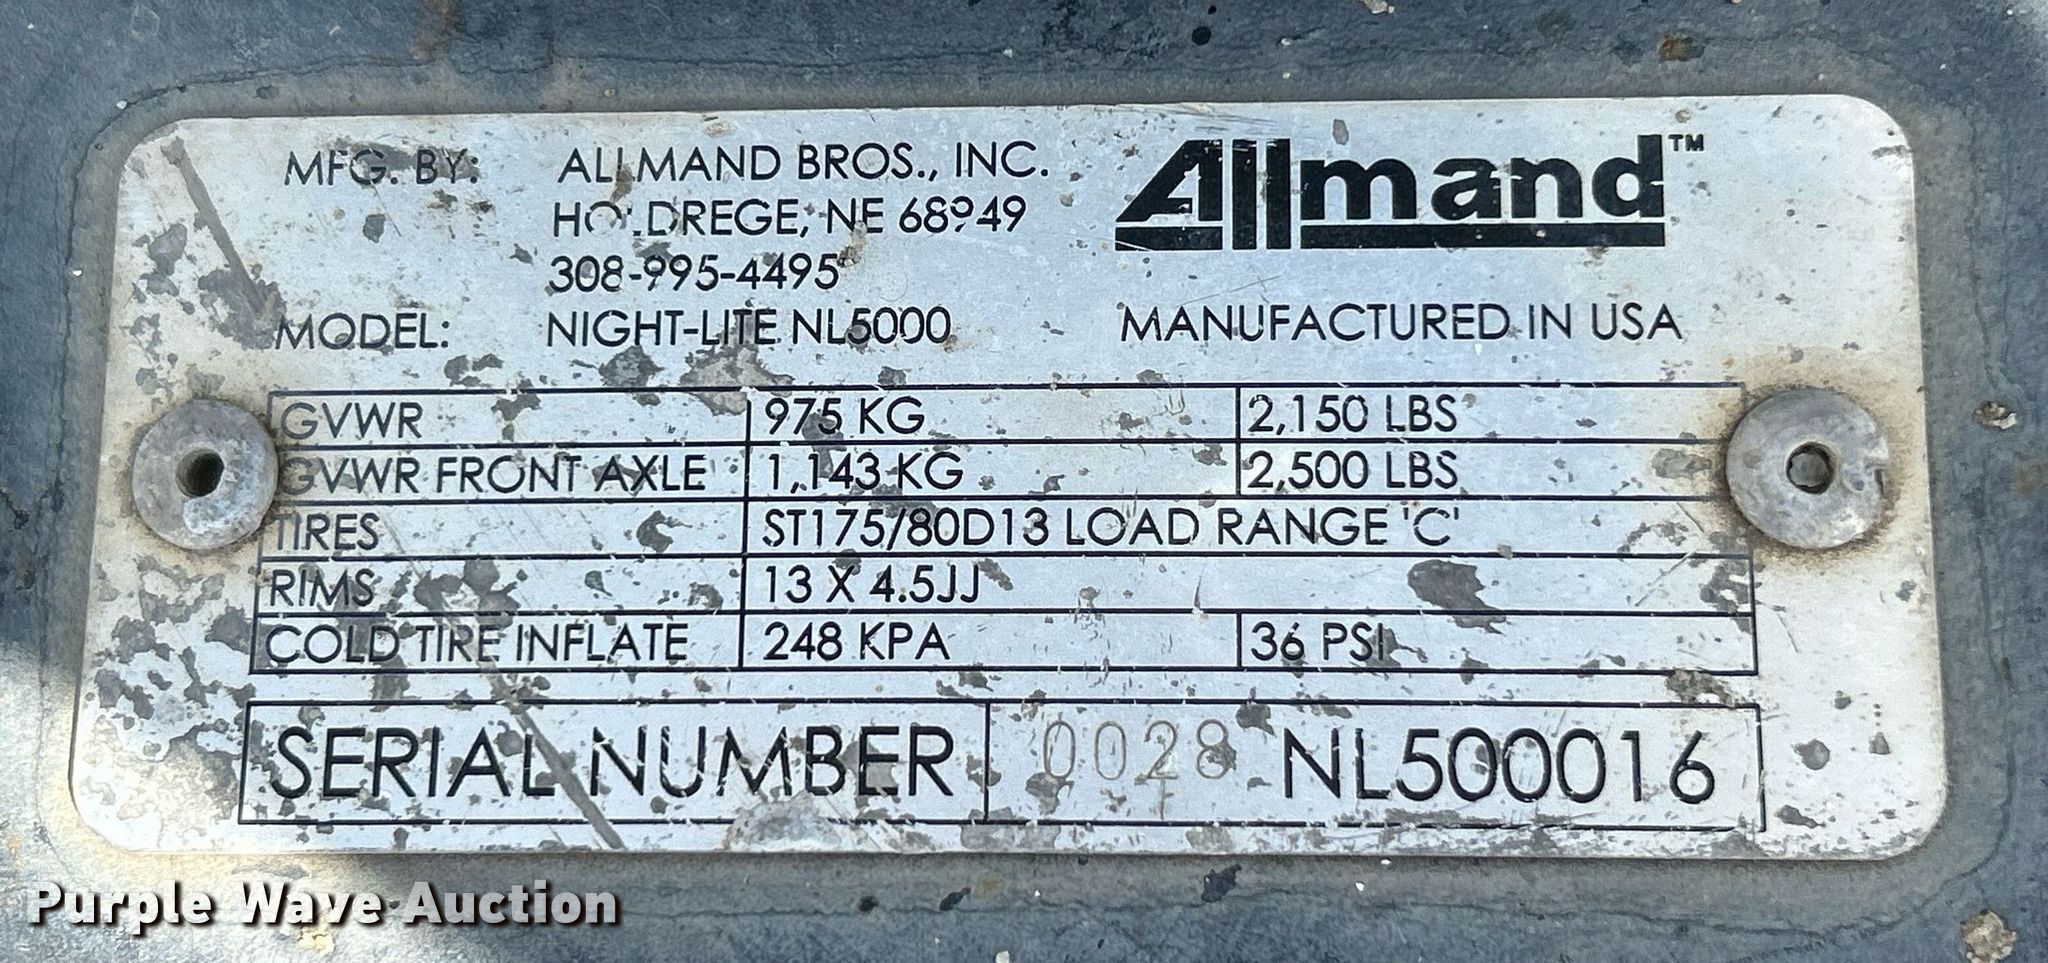 MFG. BY: ALLMAND BROS., INC.
HOLDREGE, NE 68949
308-995-4495
Allmand™
MODEL: NIGHT-LITE NL5000
MANUFACTURED IN USA
GVWR 975 KG 2,150 LBS
GVWR FRONT AXLE 1,143 KG 2,500 LBS
TIRES ST175/80D13 LOAD RANGE 'C'
RIMS 13 X 4.5JJ
COLD TIRE INFLATE 248 KPA 36 PSI
SERIAL NUMBER 0028 NL500016
Purple Wave Auction